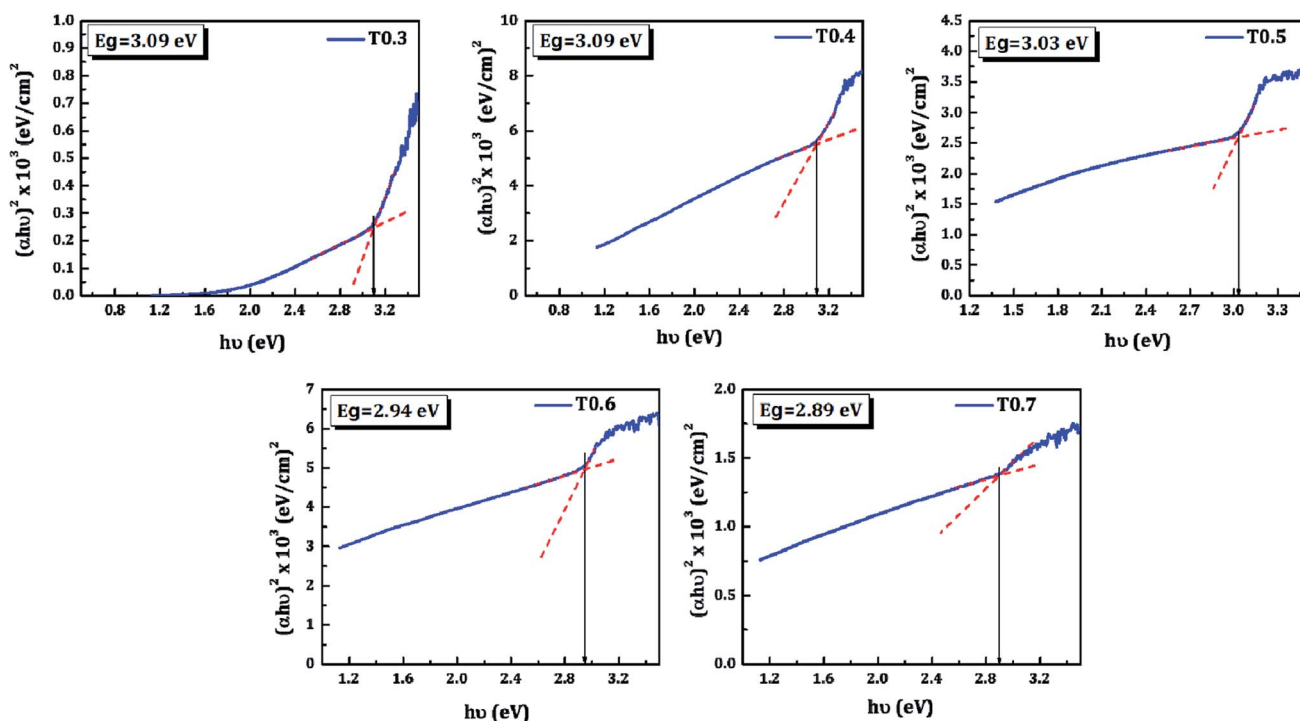 Eg=3.09 eV
T0.3
(αhυ)² x 10³ (eV/cm)²
1.0
0.9
0.8
0.7
0.6
0.5
0.4
0.3
0.2
0.1
0.0
0.8 1.2 1.6 2.0 2.4 2.8 3.2
hυ (eV)
Eg=3.09 eV
T0.4
(αhυ)² x 10³ (eV/cm)²
10
8
6
4
2
0
0.8 1.2 1.6 2.0 2.4 2.8 3.2
hυ (eV)
Eg=3.03 eV
T0.5
(αhυ)² x 10³ (eV/cm)²
4.5
4.0
3.5
3.0
2.5
2.0
1.5
1.0
0.5
0.0
1.2 1.5 1.8 2.1 2.4 2.7 3.0 3.3
hυ (eV)
Eg=2.94 eV
T0.6
(αhυ)² x 10³ (eV/cm)²
7
6
5
4
3
2
1
0
1.2 1.6 2.0 2.4 2.8 3.2
hυ (eV)
Eg=2.89 eV
T0.7
(αhυ)² x 10³ (eV/cm)²
2.0
1.5
1.0
0.5
0.0
1.2 1.6 2.0 2.4 2.8 3.2
hυ (eV)